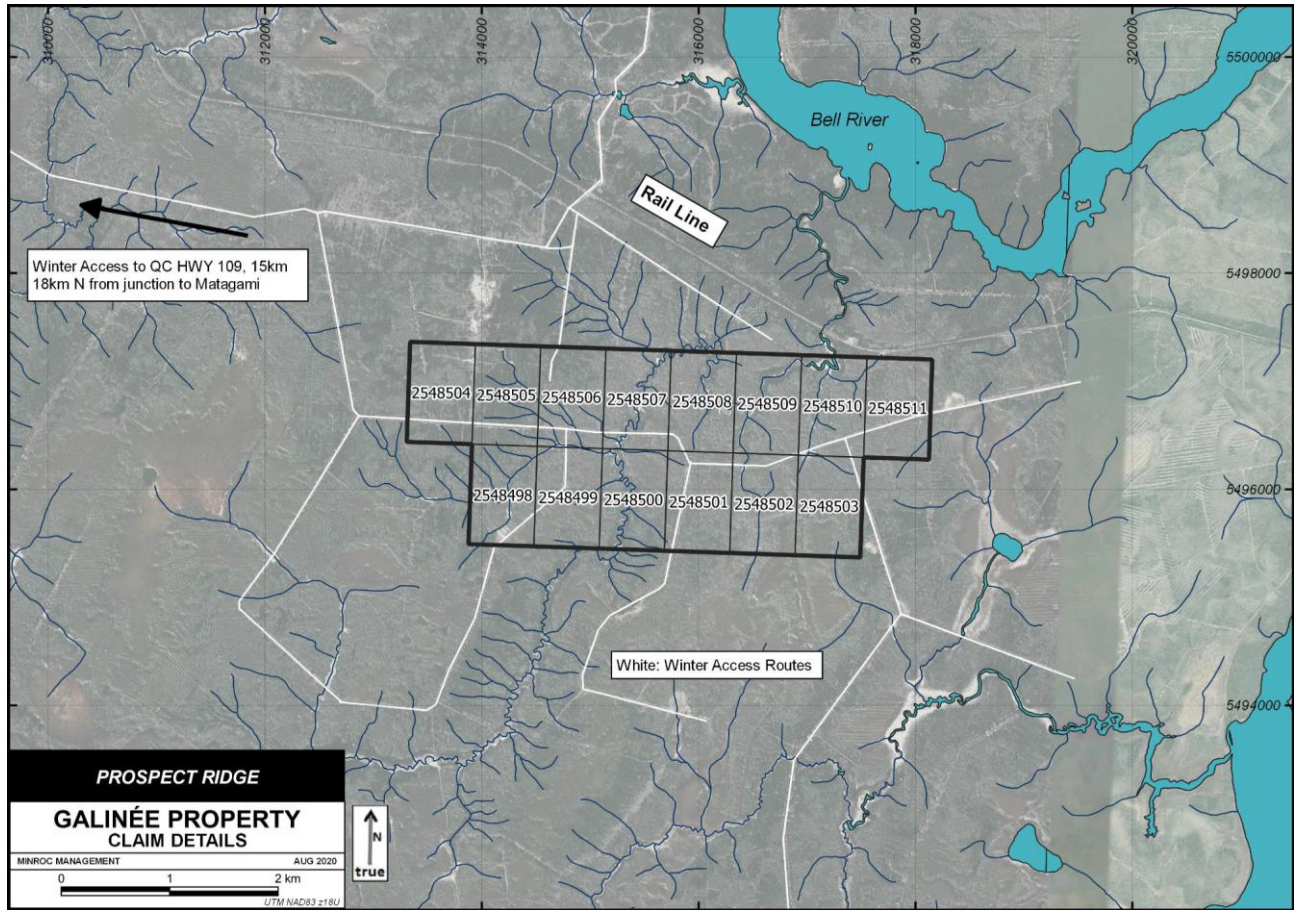 310000
312000
314000
316000
318000
320000
5500000
Bell River
Rail Line
Winter Access to QC HWY 109, 15km
18km N from junction to Matagami
5498000
2548504 2548505 2548506 2548507 2548508 2548509 2548510 2548511
2548498 2548499 2548500 2548501 2548502 2548503
5496000
White: Winter Access Routes
5494000
PROSPECT RIDGE
GALINÉE PROPERTY
CLAIM DETAILS
MINROC MANAGEMENT AUG 2020
0 1 2 km
UTM NAD83 z18U
N
true